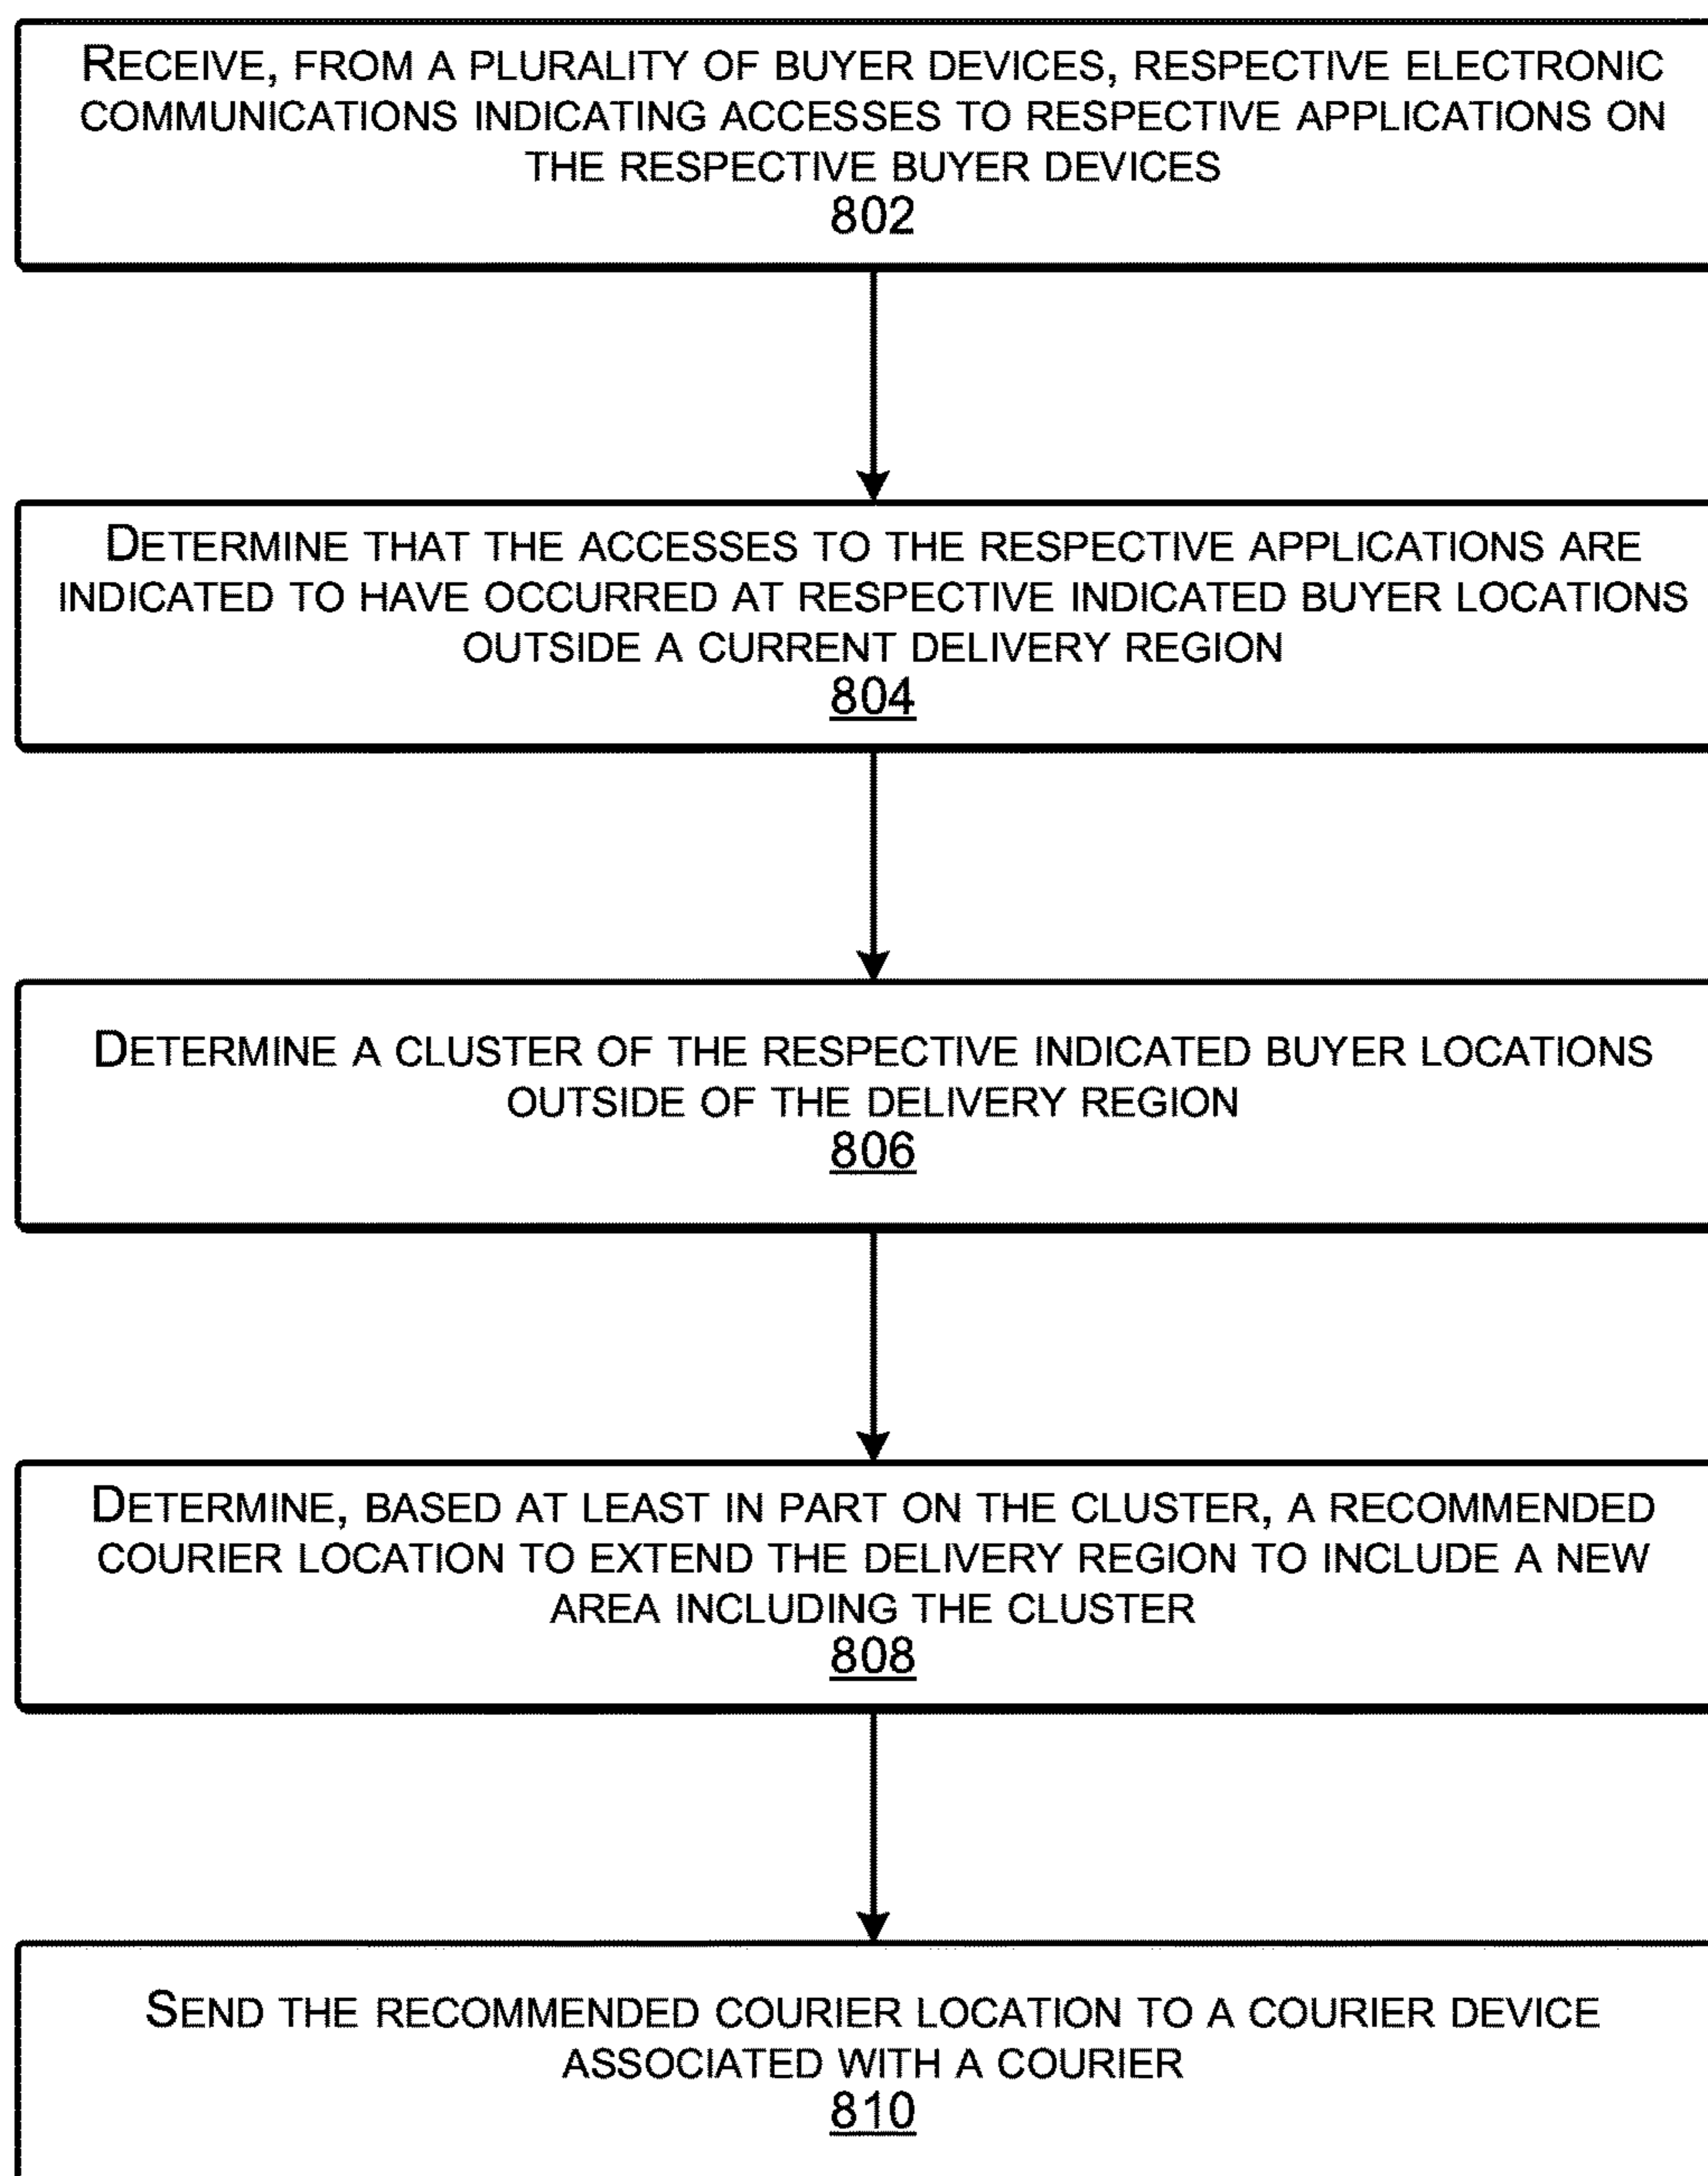 RECEIVE, FROM A PLURALITY OF BUYER DEVICES, RESPECTIVE ELECTRONIC
COMMUNICATIONS INDICATING ACCESSES TO RESPECTIVE APPLICATIONS ON
THE RESPECTIVE BUYER DEVICES
802
DETERMINE THAT THE ACCESSES TO THE RESPECTIVE APPLICATIONS ARE
INDICATED TO HAVE OCCURRED AT RESPECTIVE INDICATED BUYER LOCATIONS
OUTSIDE A CURRENT DELIVERY REGION
804
DETERMINE A CLUSTER OF THE RESPECTIVE INDICATED BUYER LOCATIONS
OUTSIDE OF THE DELIVERY REGION
806
DETERMINE, BASED AT LEAST IN PART ON THE CLUSTER, A RECOMMENDED
COURIER LOCATION TO EXTEND THE DELIVERY REGION TO INCLUDE A NEW
AREA INCLUDING THE CLUSTER
808
SEND THE RECOMMENDED COURIER LOCATION TO A COURIER DEVICE
ASSOCIATED WITH A COURIER
810